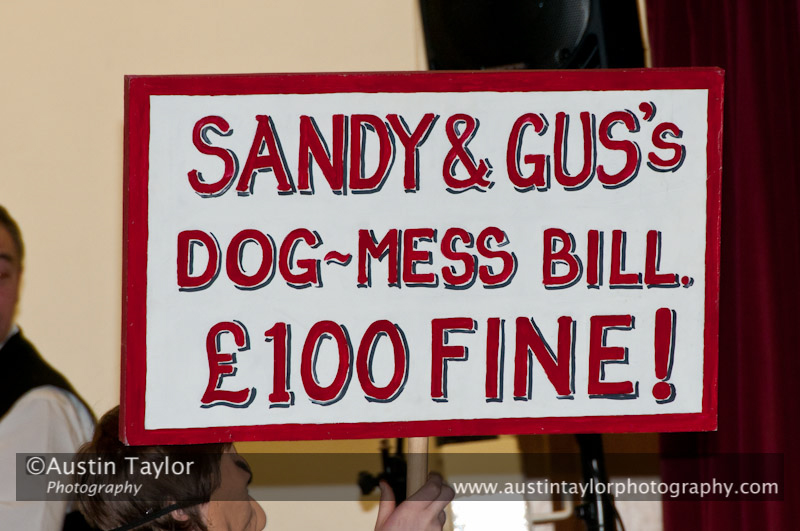 SANDY & GUS's
DOG~MESS BILL.
£100 FINE!
©Austin Taylor
Photography
www.austintaylorphotography.com